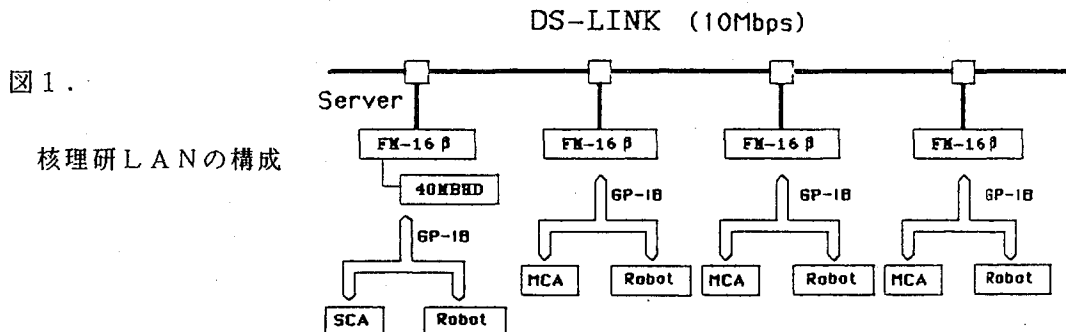 DS-LINK (10Mbps)
図1.
核理研LANの構成
Server
FM-16β FM-16β FM-16β FM-16β
40MBHD
GP-IB GP-IB GP-IB
GP-IB
MCA Robot MCA Robot MCA Robot
SCA Robot